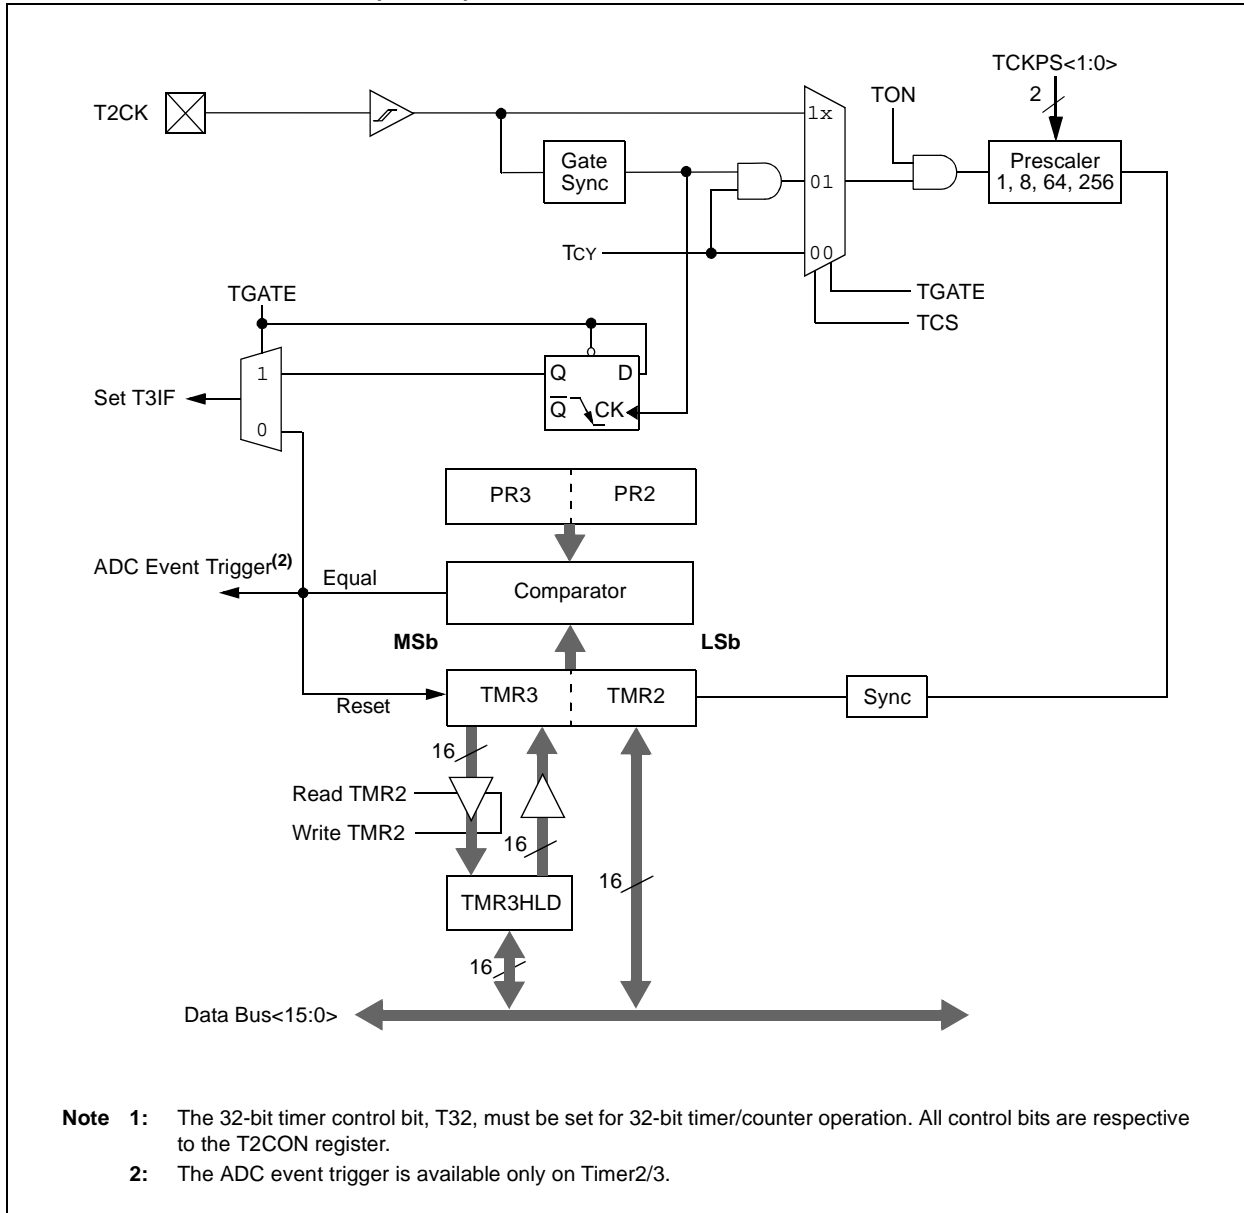 TCKPS<1:0>
2
TON
T2CK
1x
Gate
Sync
Prescaler
1, 8, 64, 256
01
TCY
00
TGATE
TCS
TGATE
1
Q
D
Set T3IF
Q
CK
0
PR3
PR2
ADC Event Trigger(2)
Equal
Comparator
MSb
LSb
TMR3
TMR2
Sync
Reset
16
Read TMR2
Write TMR2
16
16
TMR3HLD
16
Data Bus<15:0>
Note 1: The 32-bit timer control bit, T32, must be set for 32-bit timer/counter operation. All control bits are respective
to the T2CON register.
2: The ADC event trigger is available only on Timer2/3.